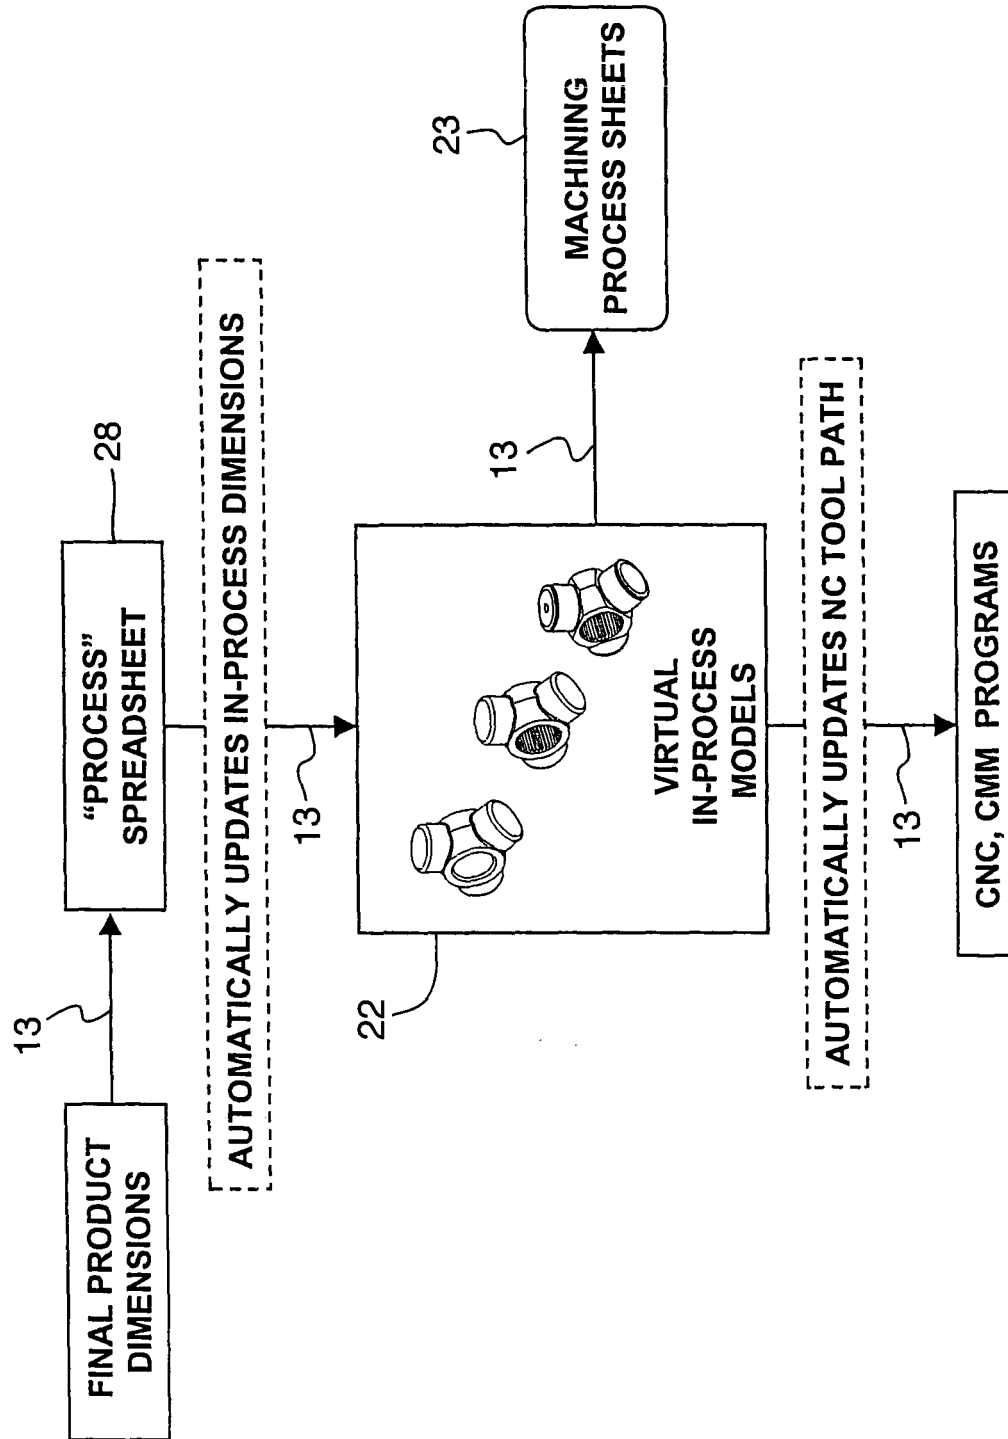 FINAL PRODUCT
DIMENSIONS
13
"PROCESS"
SPREADSHEET
28
AUTOMATICALLY UPDATES IN-PROCESS DIMENSIONS
13
22
VIRTUAL
IN-PROCESS
MODELS
13
MACHINING
PROCESS SHEETS
23
AUTOMATICALLY UPDATES NC TOOL PATH
13
CNC, CMM PROGRAMS